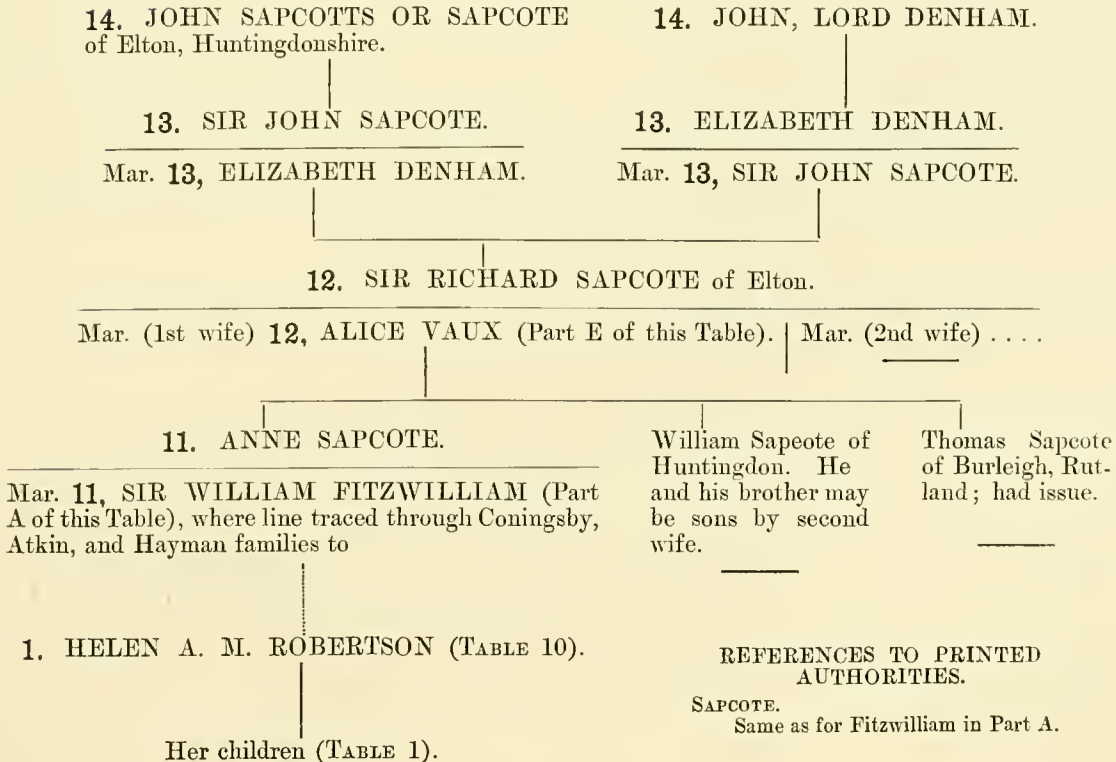 14. JOHN SAPCOTTS OR SAPCOTE
of Elton, Huntingdonshire.
14. JOHN, LORD DENHAM.
13. SIR JOHN SAPCOTE.
13. ELIZABETH DENHAM.
Mar. 13, ELIZABETH DENHAM.
Mar. 13, SIR JOHN SAPCOTE.
12. SIR RICHARD SAPCOTE of Elton.
Mar. (1st wife) 12, ALICE VAUX (Part E of this Table).
Mar. (2nd wife) . . . .
11. ANNE SAPCOTE.
Mar. 11, SIR WILLIAM FITZWILLIAM (Part
A of this Table), where line traced through Coningsby,
Atkin, and Hayman families to
William Sapeote of
Huntingdon. He
and his brother may
be sons by second
wife.
Thomas Sapcote
of Burleigh, Rut-
land; had issue.
1. HELEN A. M. ROBERTSON (TABLE 10).
Her children (TABLE 1).
REFERENCES TO PRINTED
AUTHORITIES.
SAPCOTE.
Same as for Fitzwilliam in Part A.